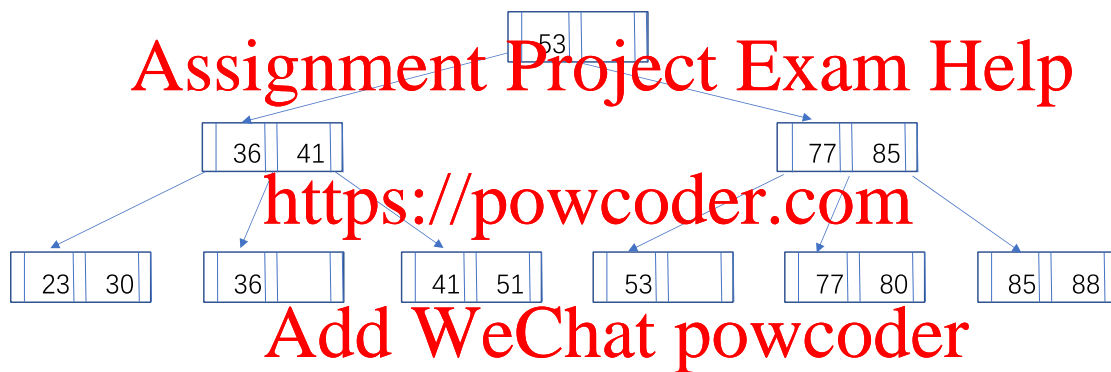 53
Assignment Project Exam Help
36 41 77 85
https://powcoder.com
23 30 36 41 51 53 77 80 85 88
Add WeChat powcoder